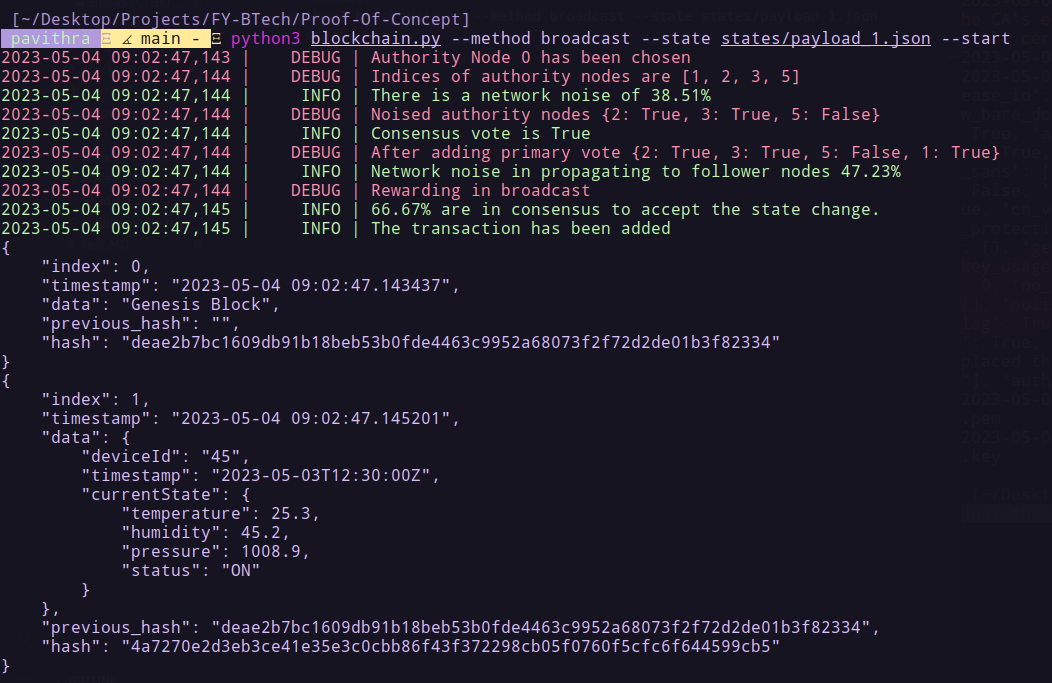 [~/Desktop/Projects/FY-BTech/Proof-Of-Concept]
pavithra Ξ ⦨ main - Ξ python3 blockchain.py --method broadcast --state states/payload_1.json --start
2023-05-04 09:02:47,143 |    DEBUG | Authority Node 0 has been chosen
2023-05-04 09:02:47,144 |    DEBUG | Indices of authority nodes are [1, 2, 3, 5]
2023-05-04 09:02:47,144 |     INFO | There is a network noise of 38.51%
2023-05-04 09:02:47,144 |    DEBUG | Noised authority nodes {2: True, 3: True, 5: False}
2023-05-04 09:02:47,144 |     INFO | Consensus vote is True
2023-05-04 09:02:47,144 |    DEBUG | After adding primary vote {2: True, 3: True, 5: False, 1: True}
2023-05-04 09:02:47,144 |     INFO | Network noise in propagating to follower nodes 47.23%
2023-05-04 09:02:47,144 |    DEBUG | Rewarding in broadcast
2023-05-04 09:02:47,145 |     INFO | 66.67% are in consensus to accept the state change.
2023-05-04 09:02:47,145 |     INFO | The transaction has been added
{
    "index": 0,
    "timestamp": "2023-05-04 09:02:47.143437",
    "data": "Genesis Block",
    "previous_hash": "",
    "hash": "deae2b7bc1609db91b18beb53b0fde4463c9952a68073f2f72d2de01b3f82334"
}
{
    "index": 1,
    "timestamp": "2023-05-04 09:02:47.145201",
    "data": {
        "deviceId": "45",
        "timestamp": "2023-05-03T12:30:00Z",
        "currentState": {
            "temperature": 25.3,
            "humidity": 45.2,
            "pressure": 1008.9,
            "status": "ON"
        }
    },
    "previous_hash": "deae2b7bc1609db91b18beb53b0fde4463c9952a68073f2f72d2de01b3f82334",
    "hash": "4a7270e2d3eb3ce41e35e3c0cbb86f43f372298cb05f0760f5cfc6f644599cb5"
}